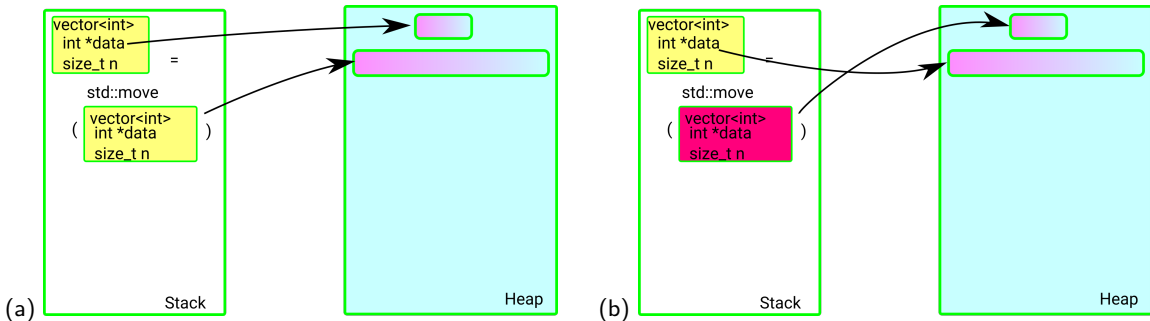 vector<int>
int *data
size_t n
=
std::move
(
vector<int>
int *data
size_t n
)
Stack
Heap
(a)
vector<int>
int *data
size_t n
=
std::move
(
vector<int>
int *data
size_t n
)
Stack
Heap
(b)